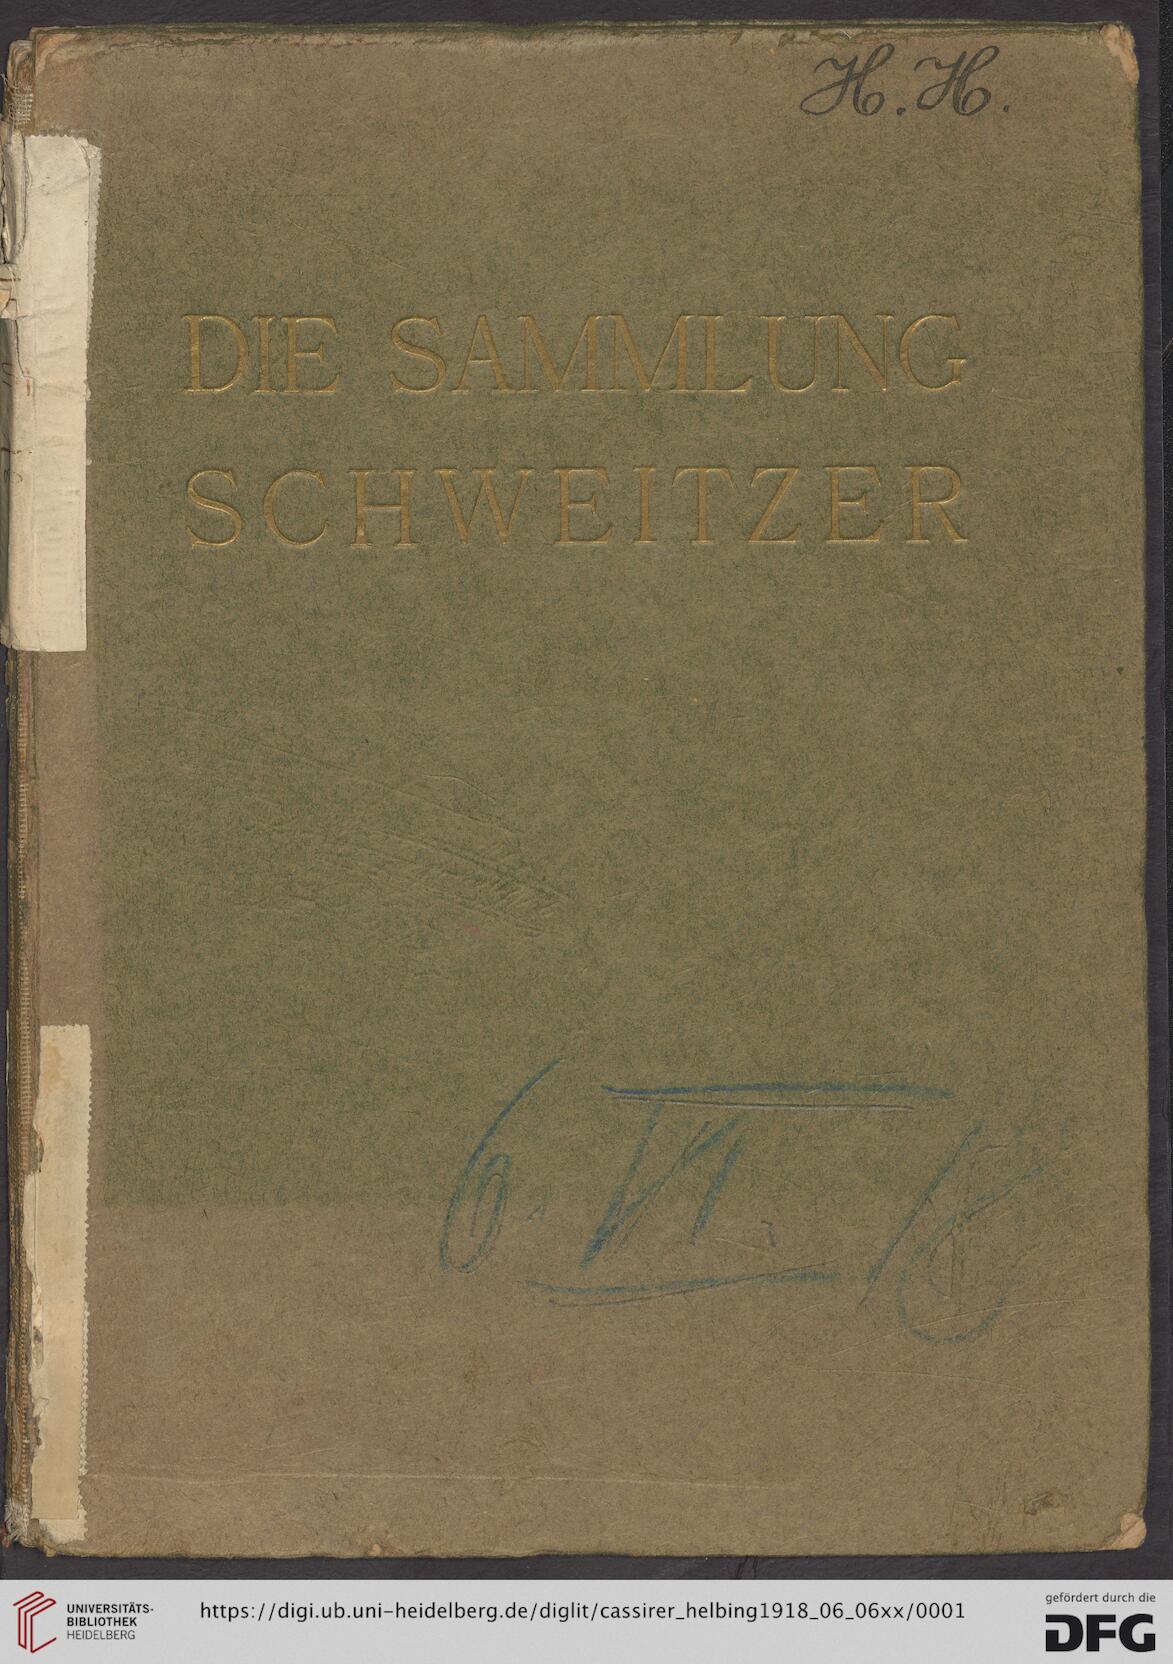 H. H.
DIE SAMMLUNG
SCHWEITZER
6. VI. 18
UNIVERSITÄTS-
BIBLIOTHEK
HEIDELBERG
https://digi.ub.uni-heidelberg.de/diglit/cassirer_helbing1918_06_06xx/0001
gefördert durch die
DFG